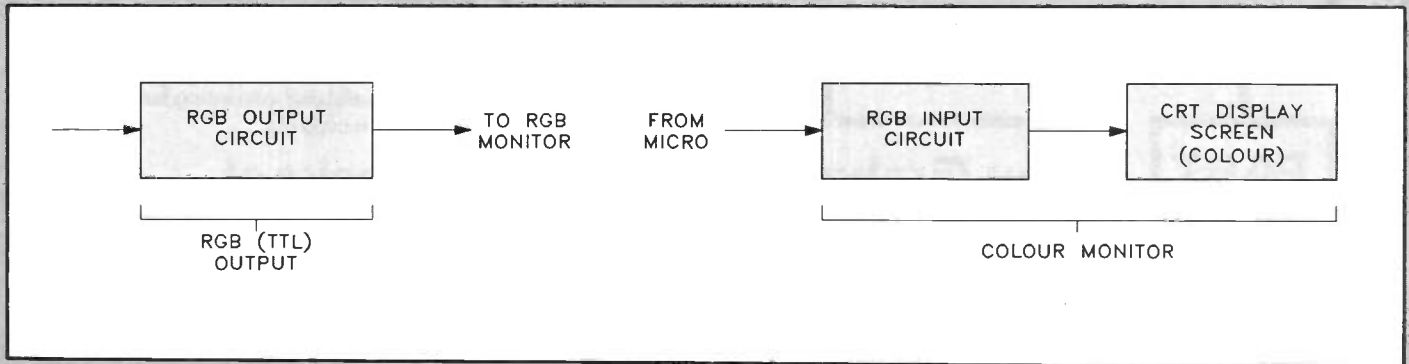 RGB OUTPUT
CIRCUIT
TO RGB
MONITOR
FROM
MICRO
RGB INPUT
CIRCUIT
CRT DISPLAY
SCREEN
(COLOUR)
RGB (TTL)
OUTPUT
COLOUR MONITOR